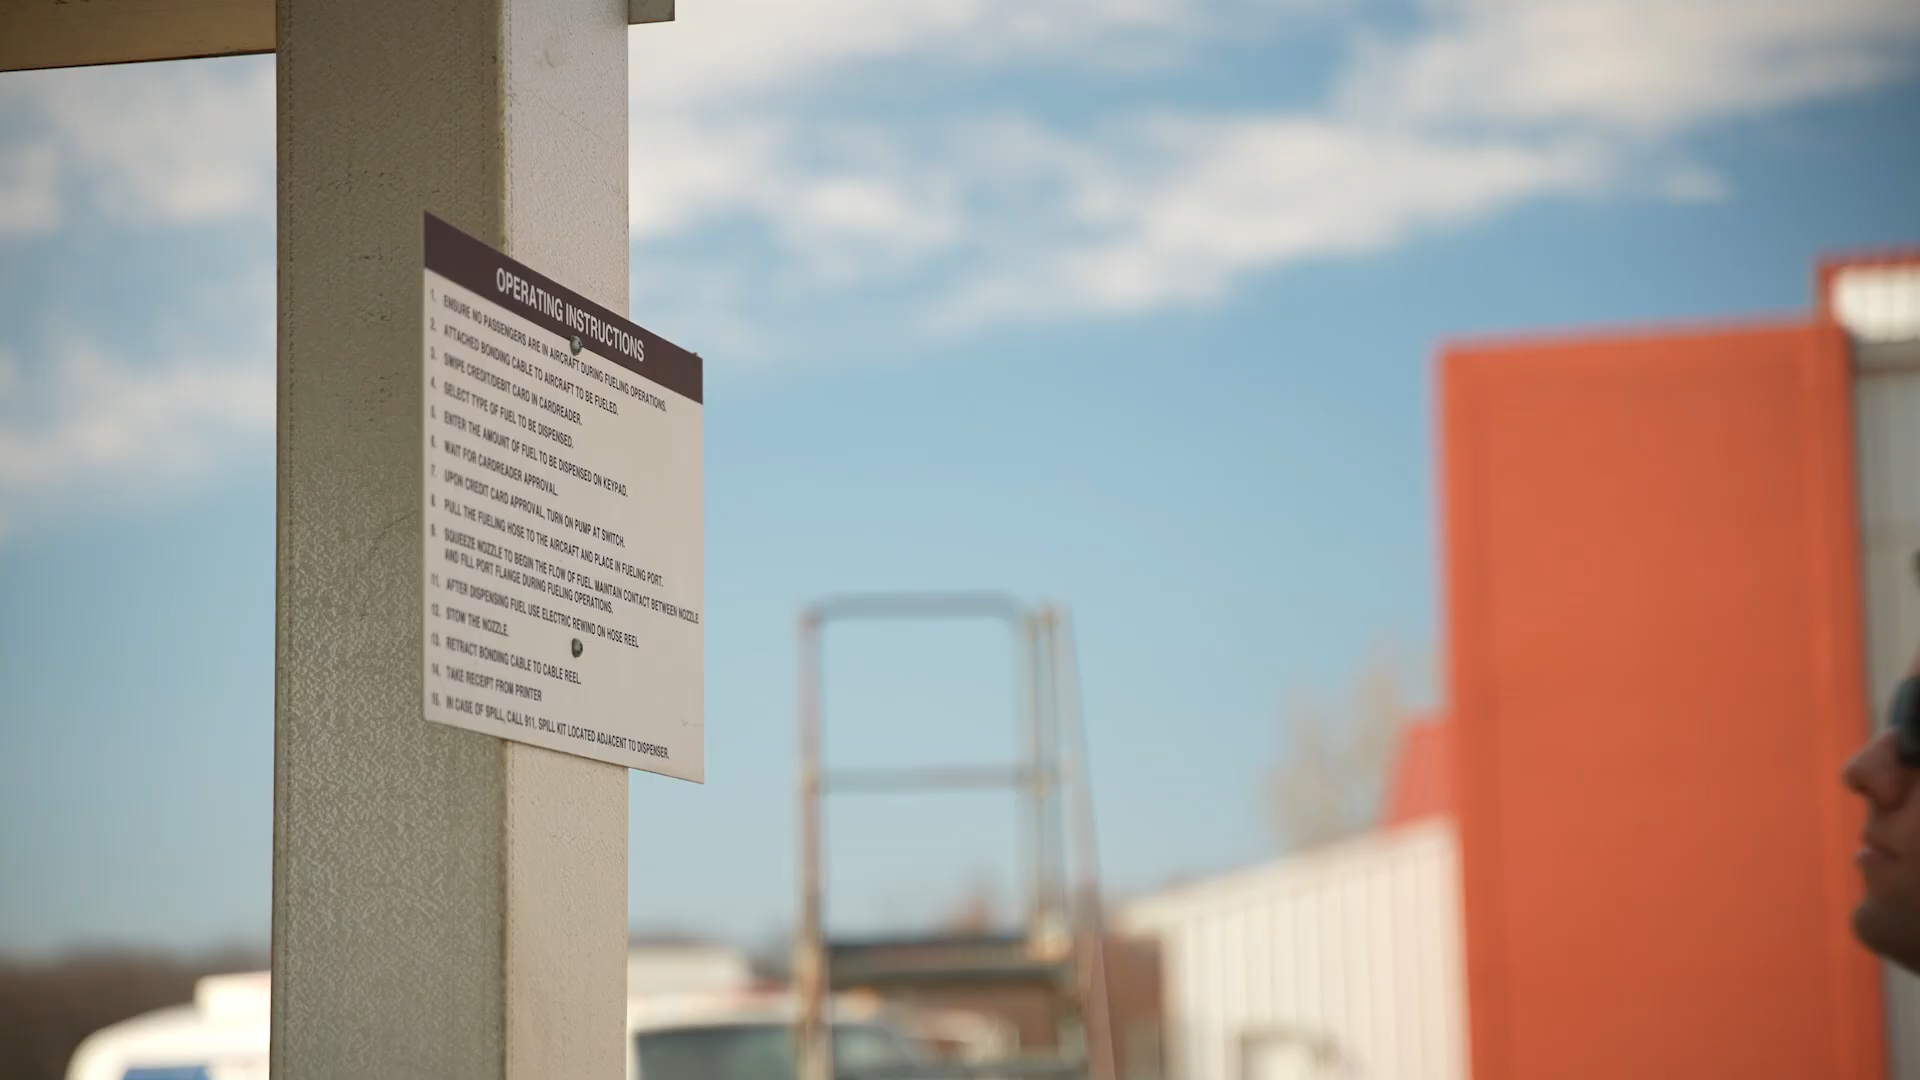 OPERATING INSTRUCTIONS
1. ENSURE NO PASSENGERS ARE IN AIRCRAFT DURING FUELING OPERATIONS.
2. ATTACHED BONDING CABLE TO AIRCRAFT TO BE FUELED.
3. SWIPE CREDIT/DEBIT CARD IN CARDREADER.
4. SELECT TYPE OF FUEL TO BE DISPENSED.
5. ENTER THE AMOUNT OF FUEL TO BE DISPENSED ON KEYPAD.
6. WAIT FOR CARDREADER APPROVAL.
7. UPON CREDIT CARD APPROVAL, TURN ON PUMP AT SWITCH.
8. PULL THE FUELING HOSE TO THE AIRCRAFT AND PLACE IN FUELING PORT.
9. SQUEEZE NOZZLE TO BEGIN THE FLOW OF FUEL. MAINTAIN CONTACT BETWEEN NOZZLE
AND FILL PORT FLANGE DURING FUELING OPERATIONS.
11. AFTER DISPENSING FUEL USE ELECTRIC REWIND ON HOSE REEL
12. STOW THE NOZZLE.
13. RETRACT BONDING CABLE TO CABLE REEL.
14. TAKE RECEIPT FROM PRINTER
15. IN CASE OF SPILL, CALL 911. SPILL KIT LOCATED ADJACENT TO DISPENSER.